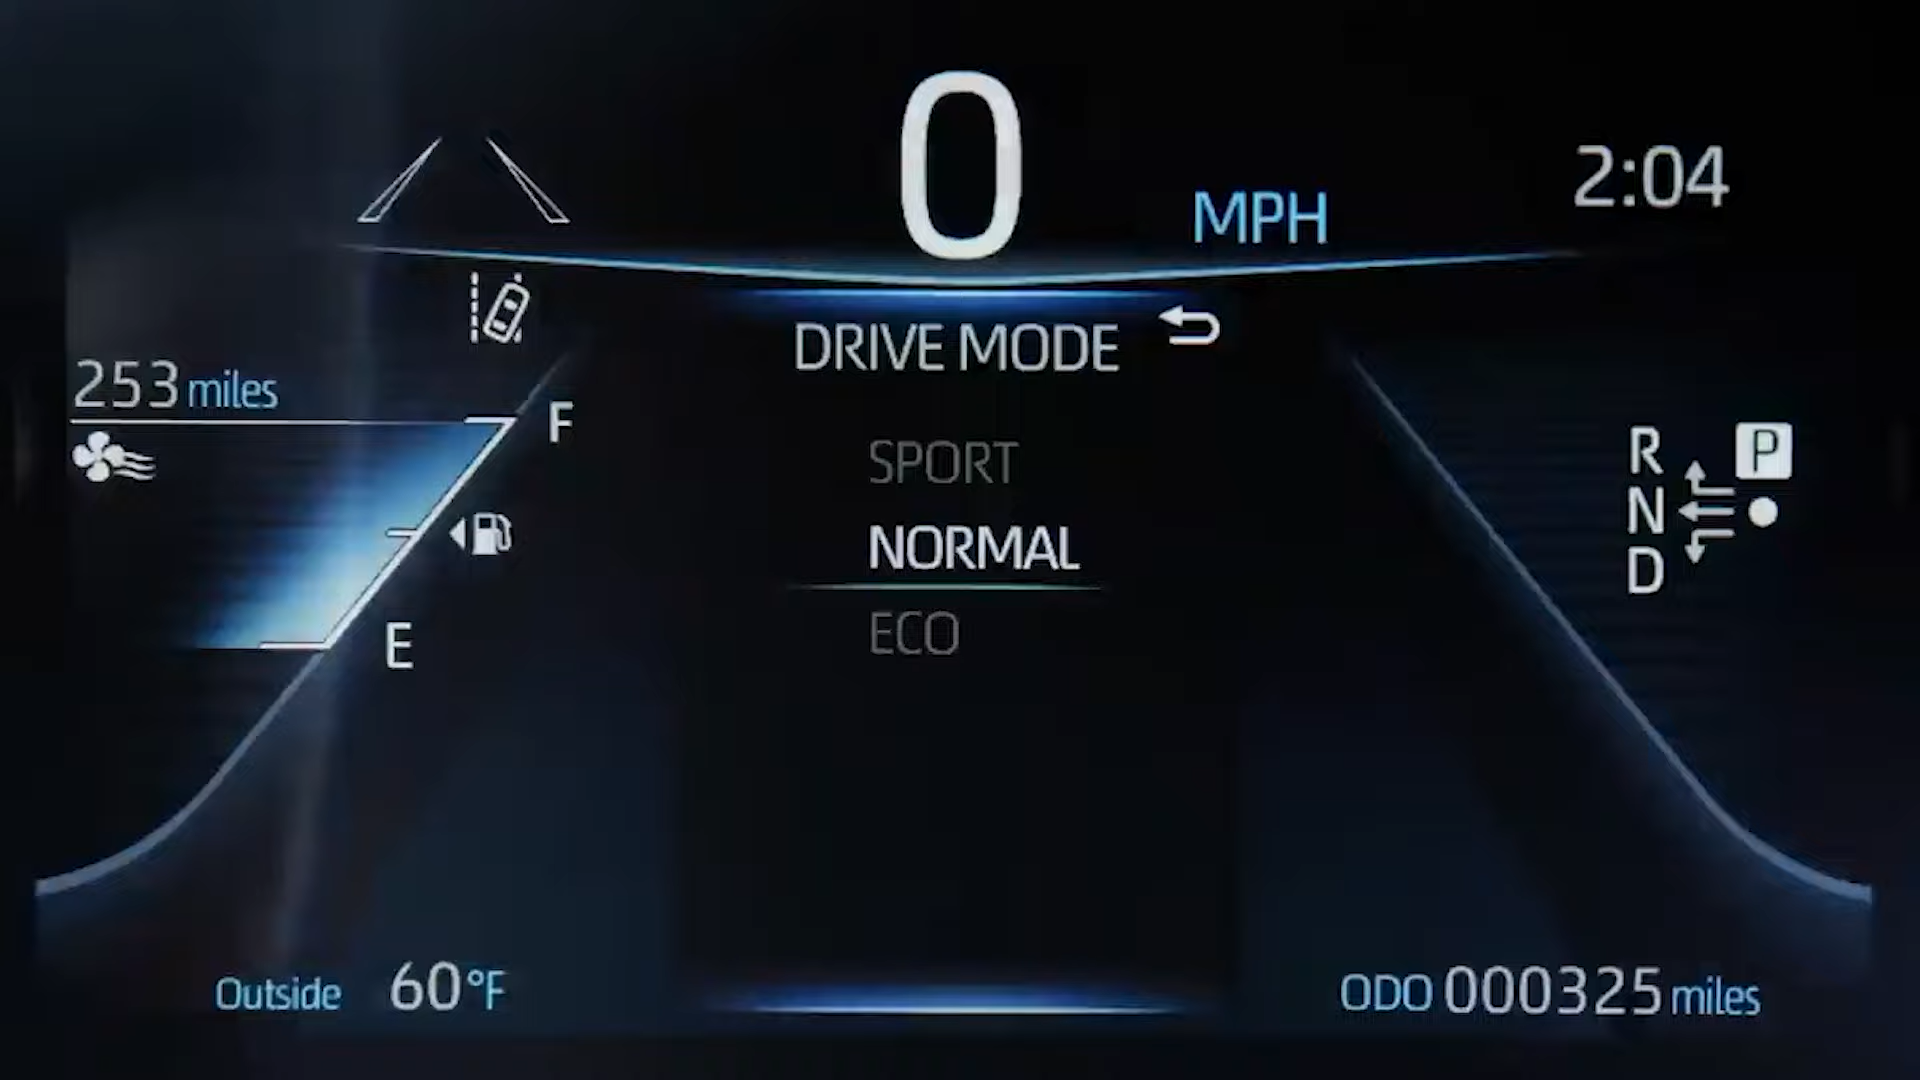 0
MPH
2:04
DRIVE MODE
253 miles
F
SPORT
R P
NORMAL
N
D
E
ECO
Outside 60°F
ODO 000325 miles